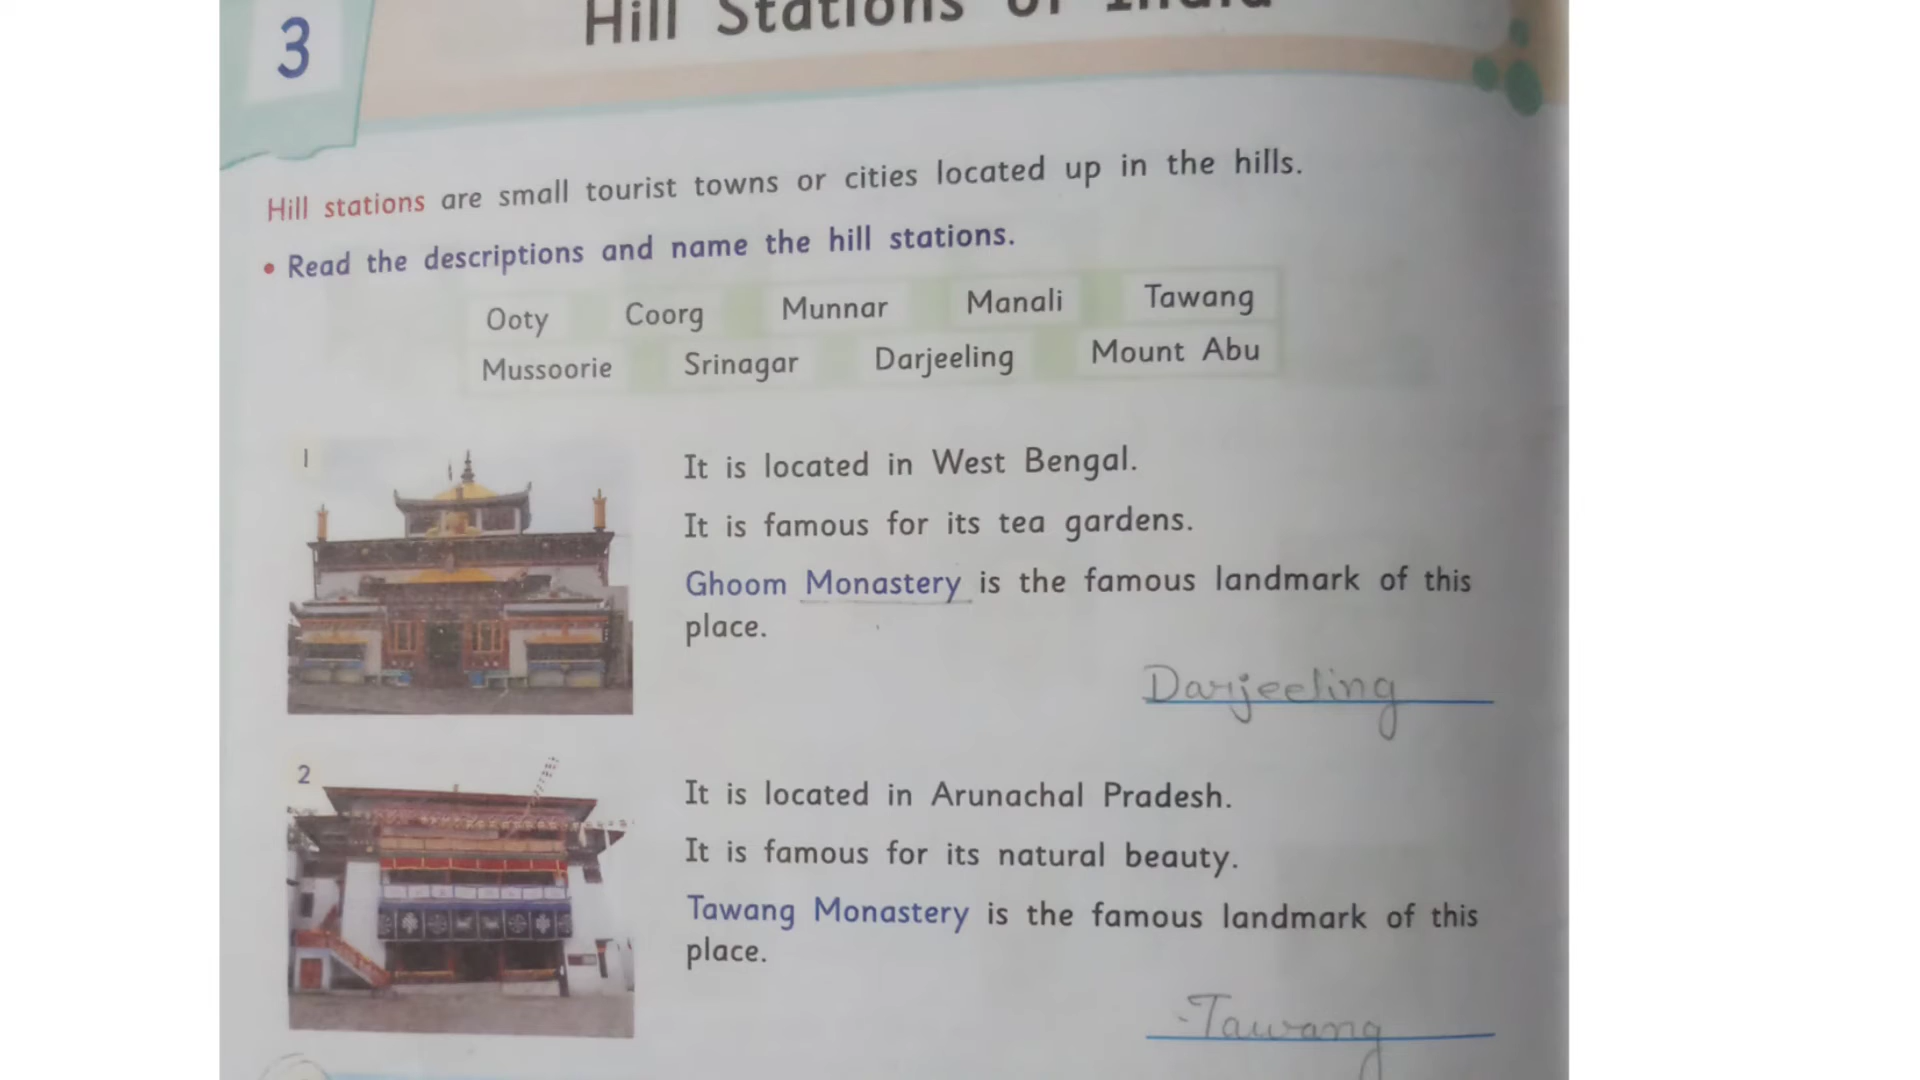 3
Hill Stations of India
Hill stations are small tourist towns or cities located up in the hills.
• Read the descriptions and name the hill stations.
Ooty Coorg Munnar Manali Tawang
Mussoorie Srinagar Darjeeling Mount Abu
1
It is located in West Bengal.
It is famous for its tea gardens.
Ghoom Monastery is the famous landmark of this
place.
Darjeeling
2
It is located in Arunachal Pradesh.
It is famous for its natural beauty.
Tawang Monastery is the famous landmark of this
place.
Tawang